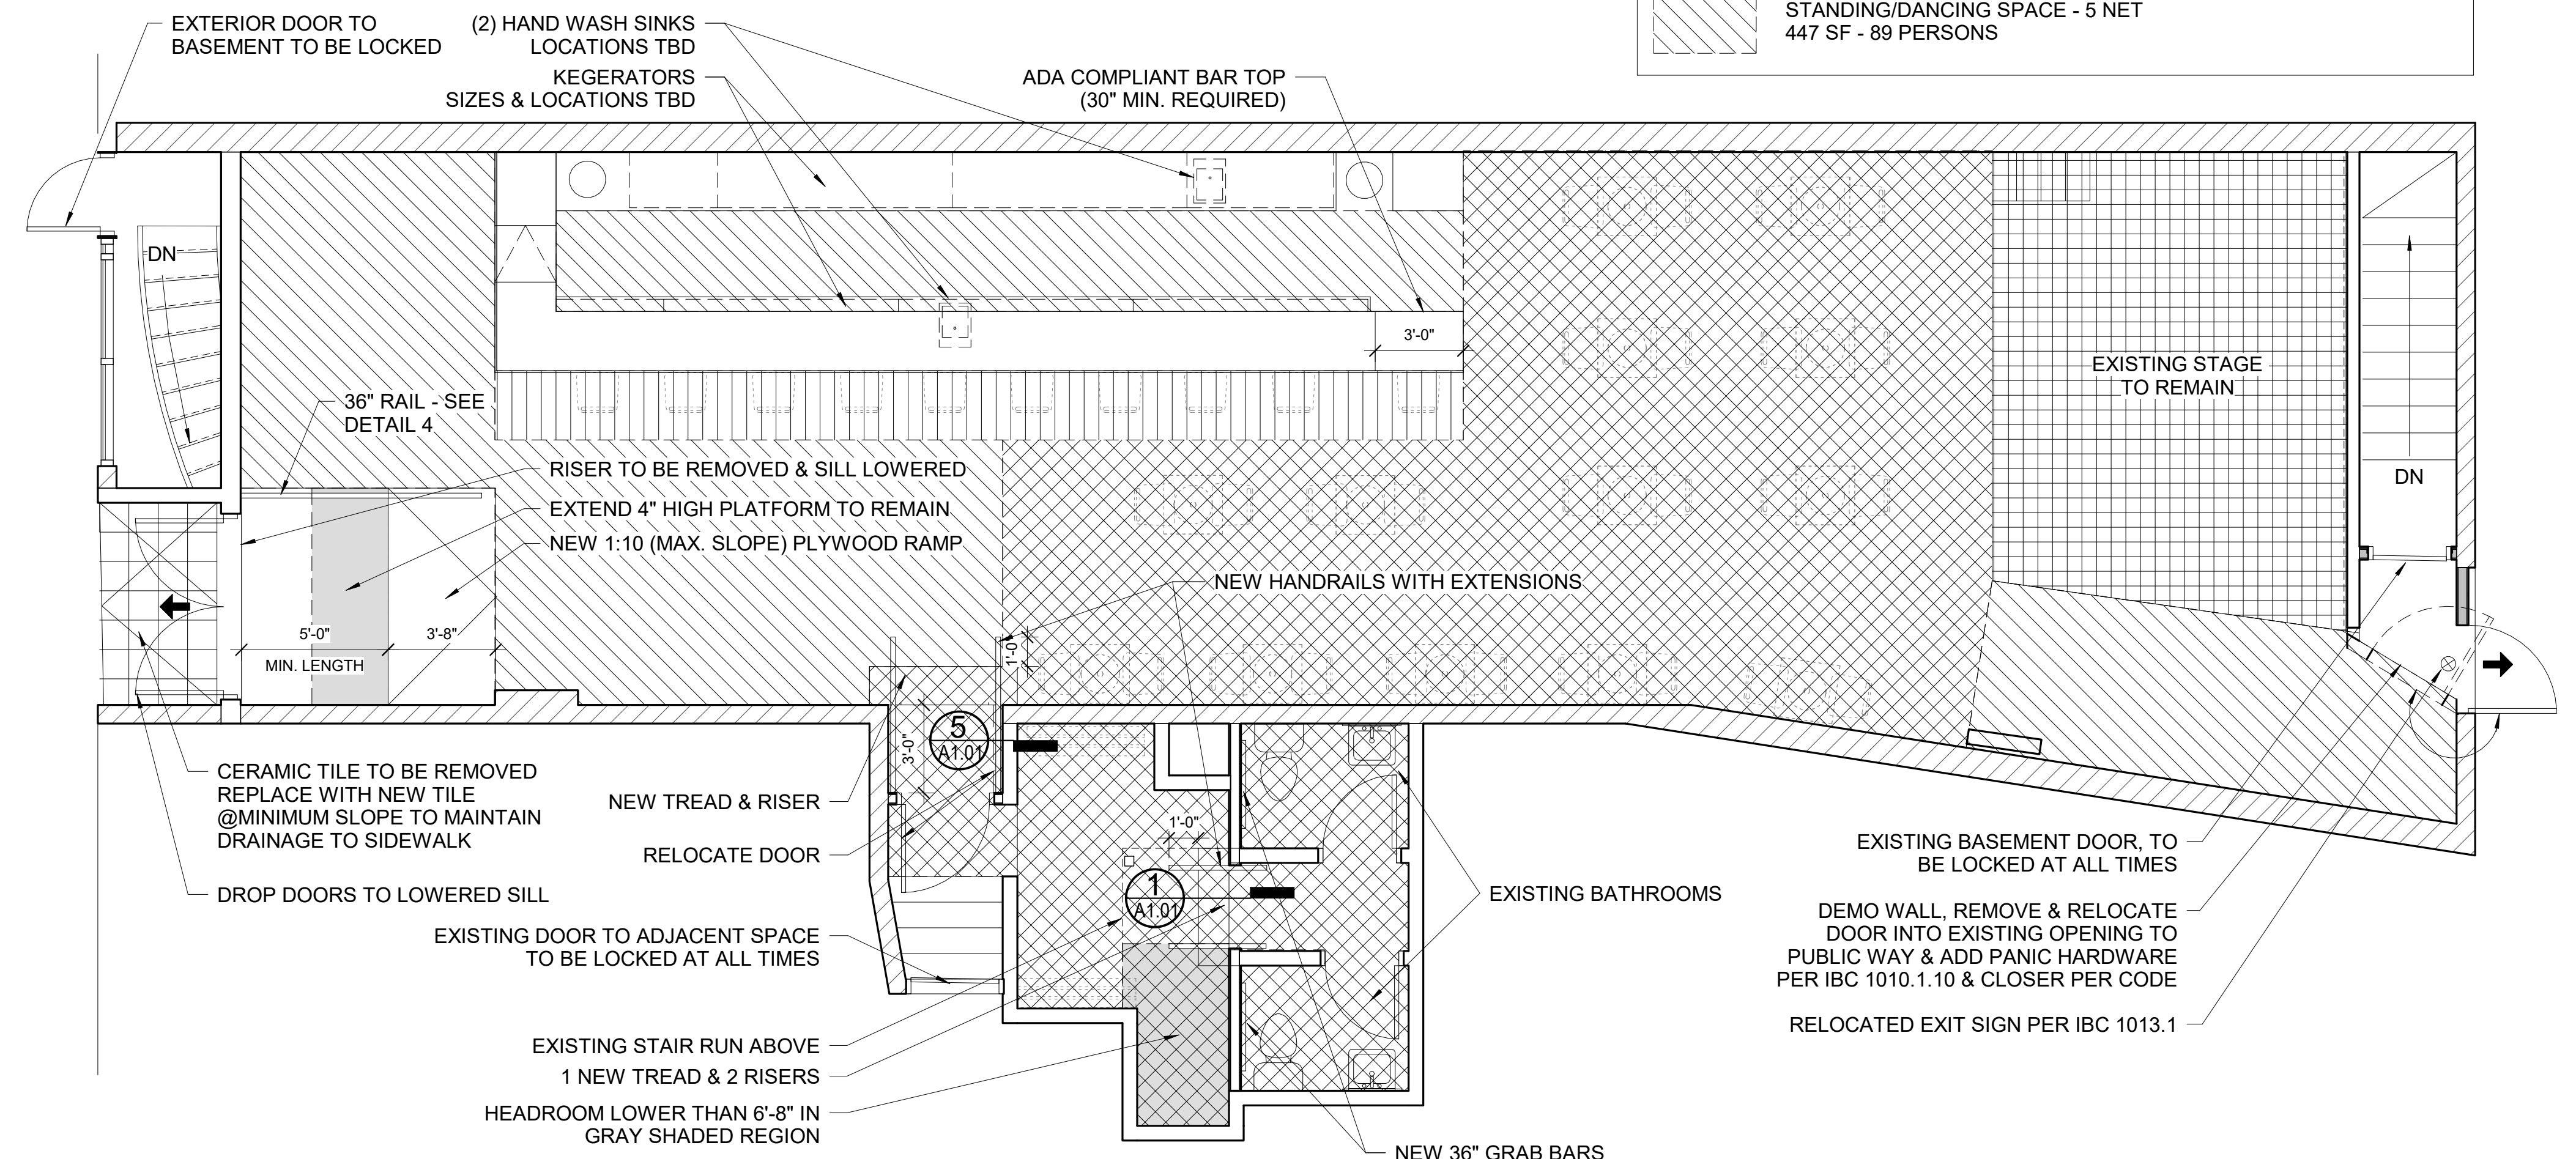 STANDING/DANCING SPACE - 5 NET
447 SF - 89 PERSONS
EXTERIOR DOOR TO
BASEMENT TO BE LOCKED
(2) HAND WASH SINKS
LOCATIONS TBD
KEGERATORS
SIZES & LOCATIONS TBD
ADA COMPLIANT BAR TOP
(30" MIN. REQUIRED)
DN
3'-0"
EXISTING STAGE
TO REMAIN
36" RAIL - SEE
DETAIL 4
RISER TO BE REMOVED & SILL LOWERED
EXTEND 4" HIGH PLATFORM TO REMAIN
NEW 1:10 (MAX. SLOPE) PLYWOOD RAMP
DN
NEW HANDRAILS WITH EXTENSIONS
5'-0"
MIN. LENGTH
3'-8"
1'-0"
5
A1.01
3'-0"
CERAMIC TILE TO BE REMOVED
REPLACE WITH NEW TILE
@MINIMUM SLOPE TO MAINTAIN
DRAINAGE TO SIDEWALK
DROP DOORS TO LOWERED SILL
NEW TREAD & RISER
RELOCATE DOOR
1'-0"
1
A1.01
EXISTING DOOR TO ADJACENT SPACE
TO BE LOCKED AT ALL TIMES
EXISTING BATHROOMS
EXISTING BASEMENT DOOR, TO
BE LOCKED AT ALL TIMES
DEMO WALL, REMOVE & RELOCATE
DOOR INTO EXISTING OPENING TO
PUBLIC WAY & ADD PANIC HARDWARE
PER IBC 1010.1.10 & CLOSER PER CODE
RELOCATED EXIT SIGN PER IBC 1013.1
EXISTING STAIR RUN ABOVE
1 NEW TREAD & 2 RISERS
HEADROOM LOWER THAN 6'-8" IN
GRAY SHADED REGION
NEW 36" GRAB BARS